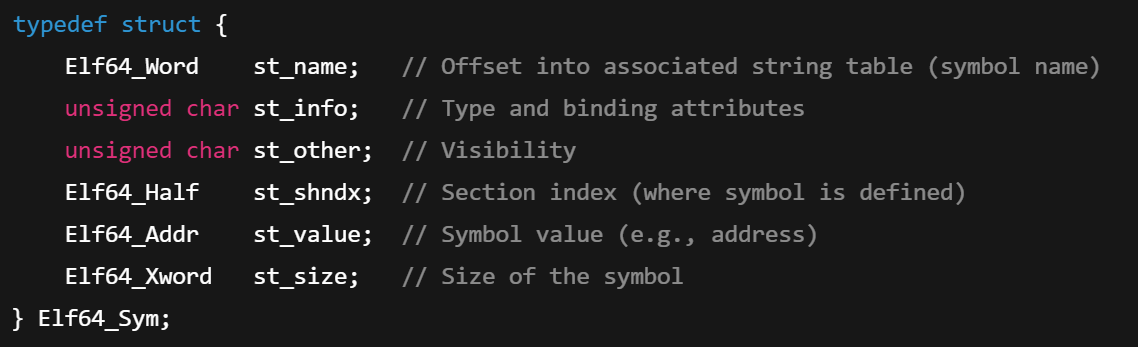 typedef struct {
    Elf64_Word    st_name;   // Offset into associated string table (symbol name)
    unsigned char st_info;   // Type and binding attributes
    unsigned char st_other;  // Visibility
    Elf64_Half    st_shndx;  // Section index (where symbol is defined)
    Elf64_Addr    st_value;  // Symbol value (e.g., address)
    Elf64_Xword   st_size;   // Size of the symbol
} Elf64_Sym;